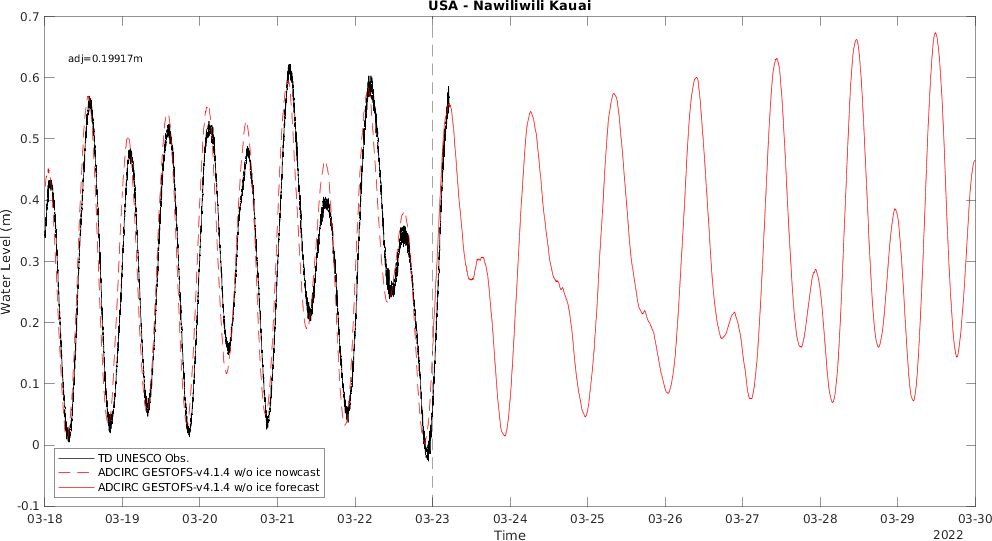 USA - Nawiliwili Kauai
adj=0.19917m
0.7
0.6
0.5
0.4
0.3
0.2
0.1
0
-0.1
Water Level (m)
TD UNESCO Obs.
ADCIRC GESTOFS-v4.1.4 w/o ice nowcast
ADCIRC GESTOFS-v4.1.4 w/o ice forecast
03-18 03-19 03-20 03-21 03-22 03-23 03-24 03-25 03-26 03-27 03-28 03-29 03-30
Time
2022